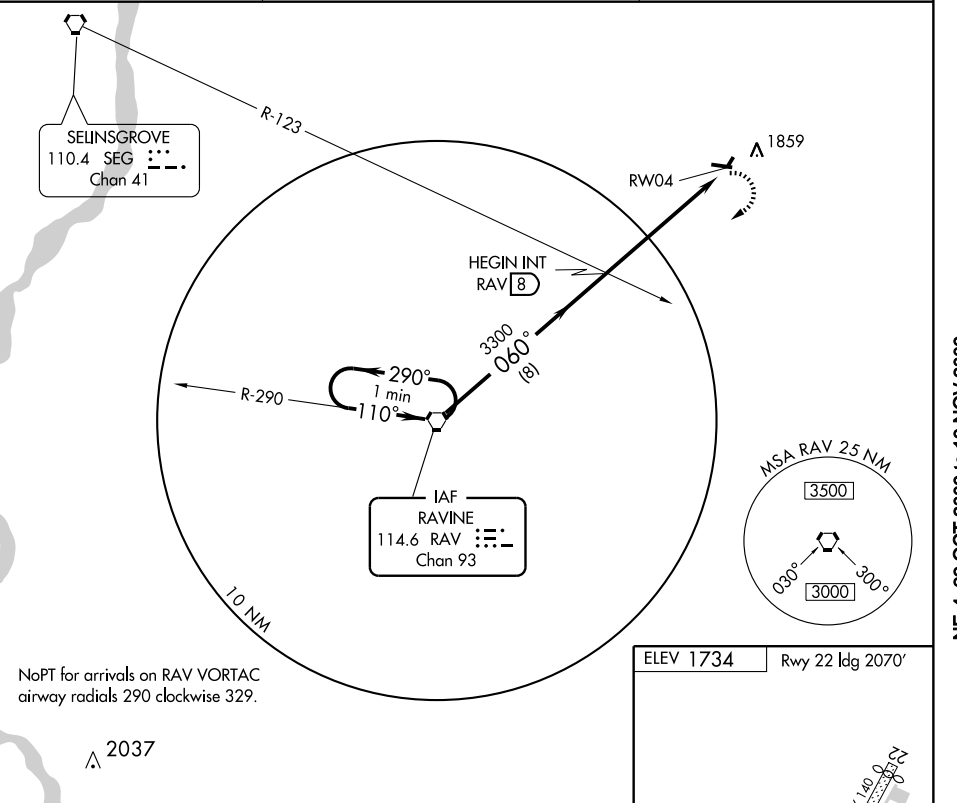 R-123
SELINSGROVE
110.4 SEG
Chan 41
1859
RW04
HEGIN INT
RAV 8
3300
060°
(8)
R-290
290°
1 min
110°
IAF
RAVINE
114.6 RAV
Chan 93
10 NM
MSA RAV 25 NM
3500
030°
300°
3000
NoPT for arrivals on RAV VORTAC
airway radials 290 clockwise 329.
2037
ELEV 1734
Rwy 22 ldg 2070'
22